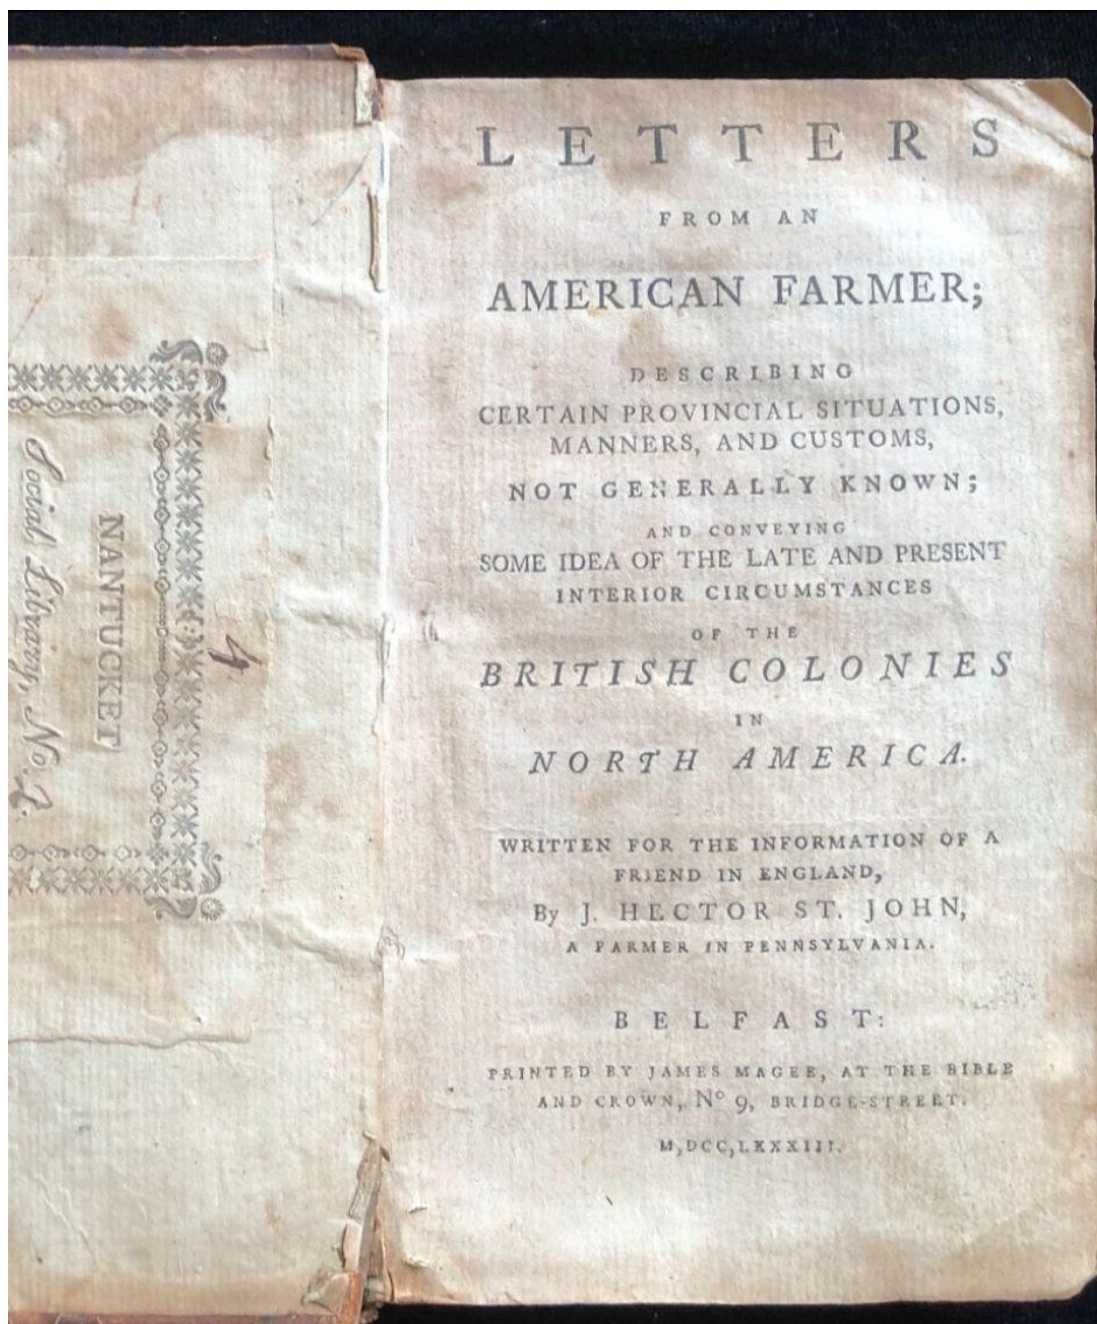 NANTUCKET
Social Library, No. 2.
4
LETTERS
FROM AN
AMERICAN FARMER;
DESCRIBING
CERTAIN PROVINCIAL SITUATIONS,
MANNERS, AND CUSTOMS,
NOT GENERALLY KNOWN;
AND CONVEYING
SOME IDEA OF THE LATE AND PRESENT
INTERIOR CIRCUMSTANCES
OF THE
BRITISH COLONIES
IN
NORTH AMERICA.
WRITTEN FOR THE INFORMATION OF A
FRIEND IN ENGLAND,
By J. HECTOR ST. JOHN,
A FARMER IN PENNSYLVANIA.
BELFAST:
PRINTED BY JAMES MAGEE, AT THE BIBLE
AND CROWN, No 9, BRIDGE-STREET.
M,DCC,LXXXIII.